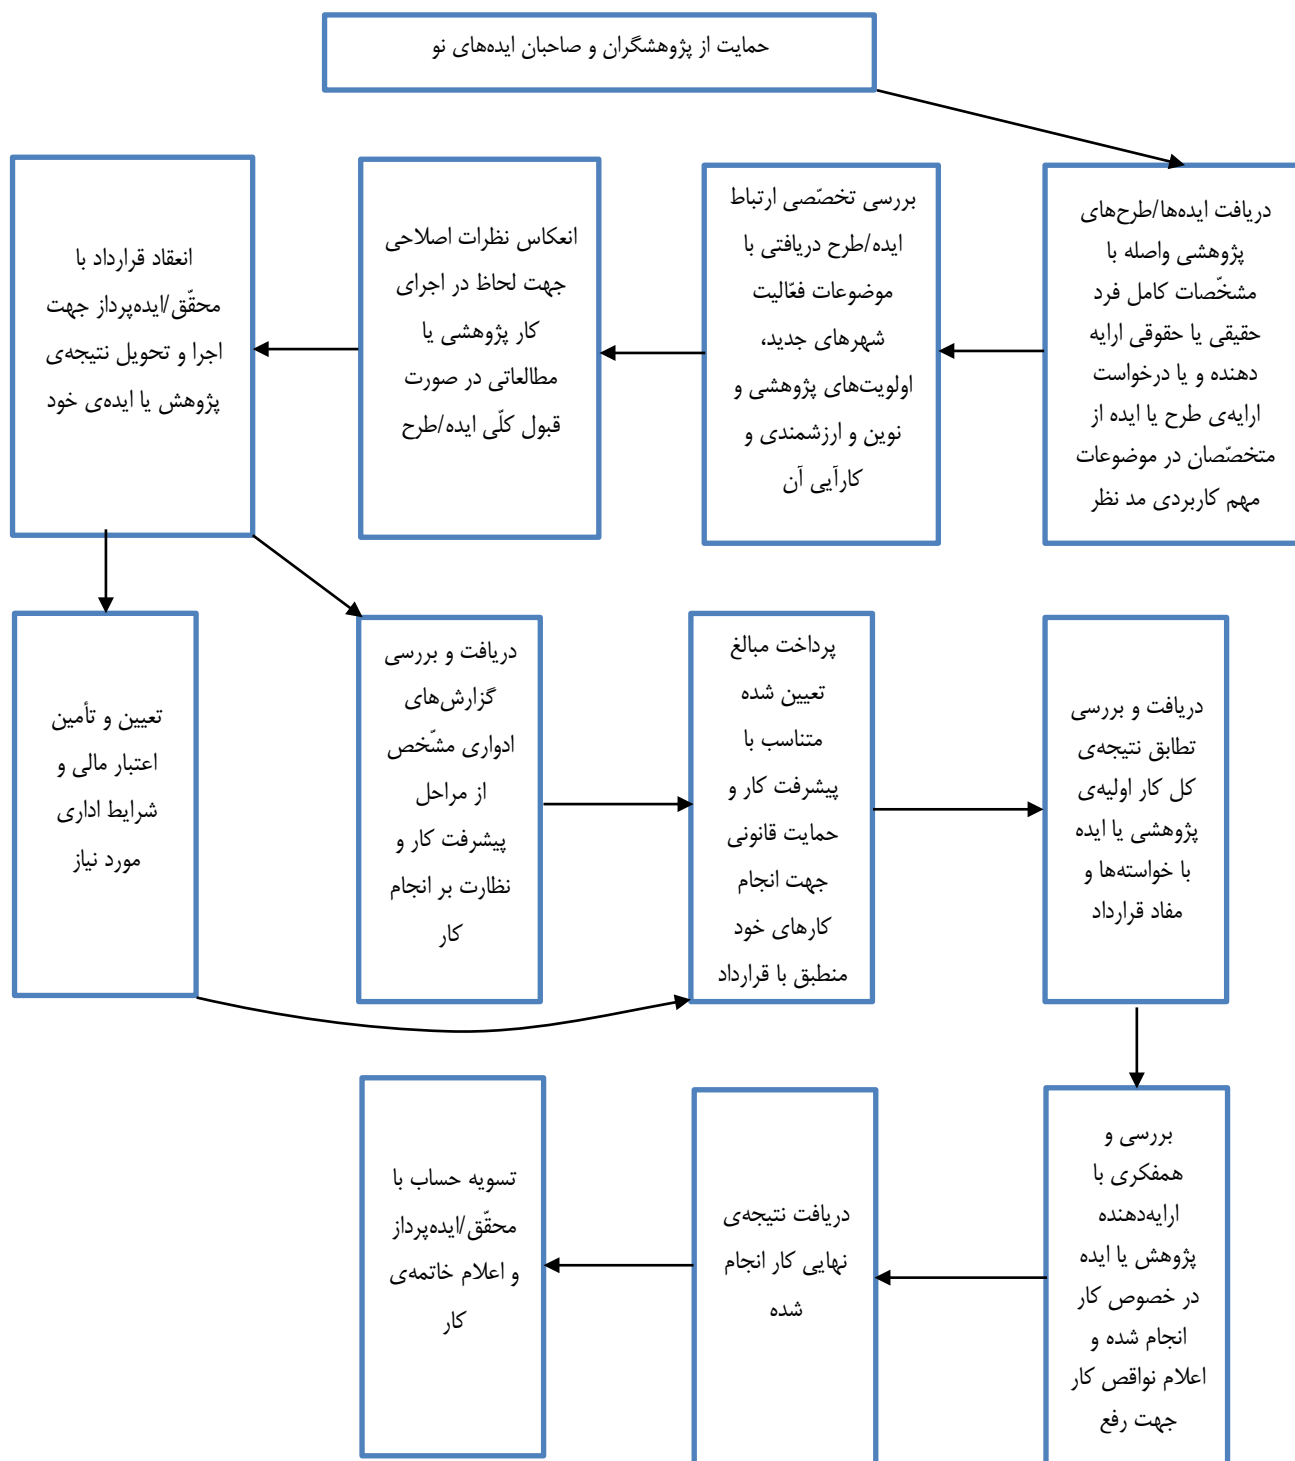 حمایت از پژوهشگران و صاحبان ایده‌های نو
دریافت ایده‌ها/طرح‌های
پژوهشی واصله با
مشخّصات کامل فرد
حقیقی یا حقوقی ارایه
دهنده و یا درخواست
ارایه‌ی طرح یا ایده از
متخصّصان در موضوعات
مهم کاربردی مد نظر
بررسی تخصّصی ارتباط
ایده/طرح دریافتی با
موضوعات فعّالیت
شهرهای جدید،
اولویت‌های پژوهشی و
نوین و ارزشمندی و
کارآیی آن
انعکاس نظرات اصلاحی
جهت لحاظ در اجرای
کار پژوهشی یا
مطالعاتی در صورت
قبول کلّی ایده/طرح
انعقاد قرارداد با
محقّق/ایده‌پرداز جهت
اجرا و تحویل نتیجه‌ی
پژوهش یا ایده‌ی خود
تعیین و تأمین
اعتبار مالی و
شرایط اداری
مورد نیاز
دریافت و بررسی
گزارش‌های
ادواری مشّخص
از مراحل
پیشرفت کار و
نظارت بر انجام
کار
پرداخت مبالغ
تعیین شده
متناسب با
پیشرفت کار و
حمایت قانونی
جهت انجام
کارهای خود
منطبق با قرارداد
دریافت و بررسی
تطابق نتیجه‌ی
کل کار اولیه‌ی
پژوهشی یا ایده
با خواسته‌ها و
مفاد قرارداد
بررسی و
همفکری با
ارایه‌دهنده
پژوهش یا ایده
در خصوص کار
انجام شده و
اعلام نواقص کار
جهت رفع
دریافت نتیجه‌ی
نهایی کار انجام
شده
تسویه حساب با
محقّق/ایده‌پرداز
و اعلام خاتمه‌ی
کار